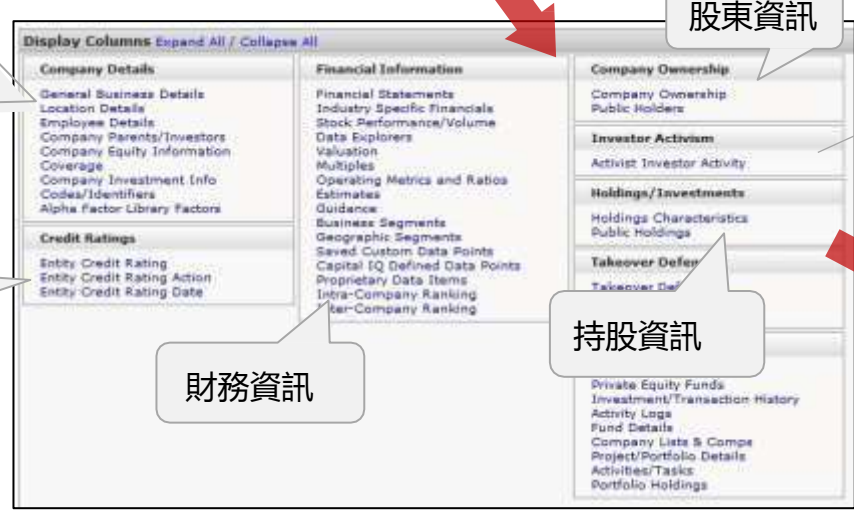 股東資訊
Display Columns Expand All / Collapse All
Company Details
General Business Details
Location Details
Employee Details
Company Parents/Investors
Company Equity Information
Coverage
Company Investment Info
Codes/Identifiers
Alpha Factor Library Factors
Credit Ratings
Entity Credit Rating
Entity Credit Rating Action
Entity Credit Rating Date
Financial Information
Financial Statements
Industry Specific Financials
Stock Performance/Volume
Data Explorers
Valuation
Multiples
Operating Metrics and Ratios
Estimates
Guidance
Business Segments
Geographic Segments
Saved Custom Data Points
Capital IQ Defined Data Points
Proprietary Data Items
Intra-Company Ranking
Inter-Company Ranking
財務資訊
Company Ownership
Company Ownership
Public Holders
Investor Activism
Activist Investor Activity
Holdings/Investments
Holdings Characteristics
Public Holdings
Takeover Defen
Takeover De
持股資訊
Private Equity Funds
Investment/Transaction History
Activity Logs
Fund Details
Company Lists & Comps
Project/Portfolio Details
Activities/Tasks
Portfolio Holdings